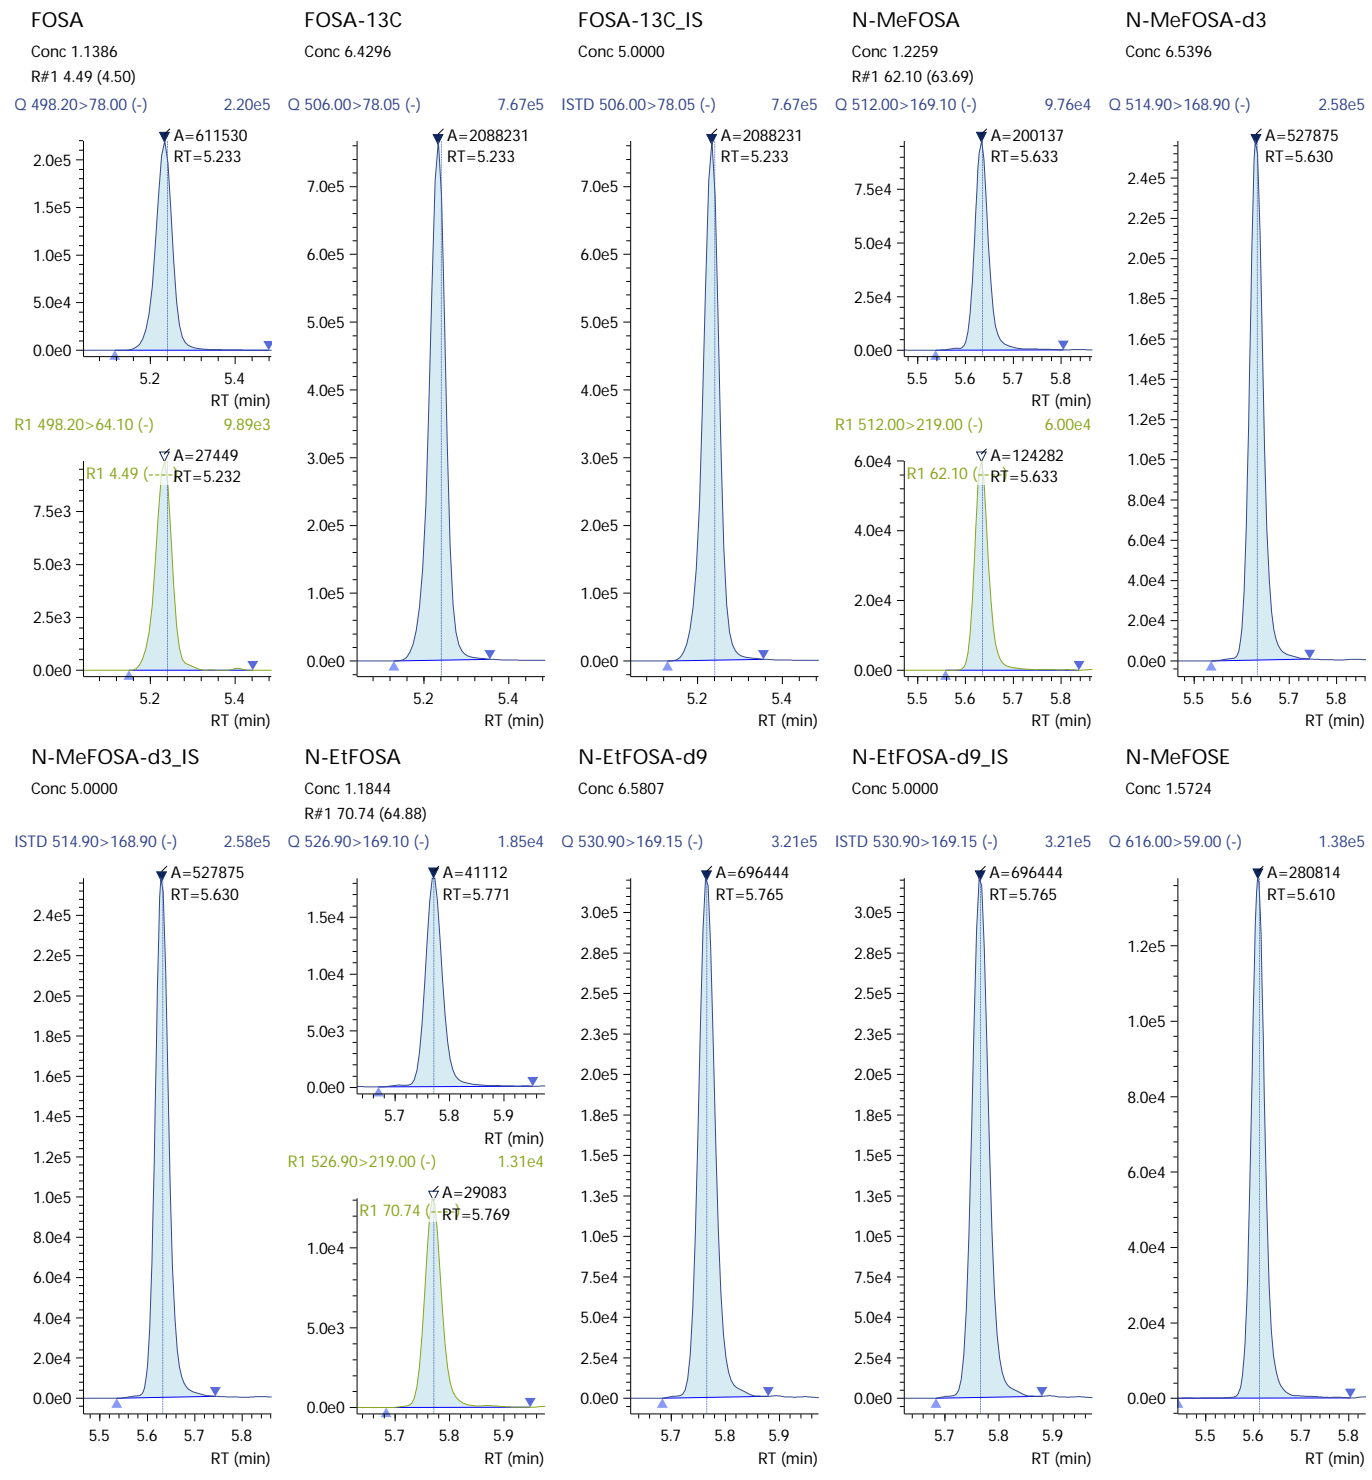 FOSA
Conc 1.1386
R#1 4.49 (4.50)
Q 498.20>78.00 (-) 2.20e5
A=611530
RT=5.233
2.0e5
1.5e5
1.0e5
5.0e4
0.0e0
5.2 5.4
RT (min)
R1 498.20>64.10 (-) 9.89e3
A=27449
R1 4.49 (----)
RT=5.232
7.5e3
5.0e3
2.5e3
0.0e0
5.2 5.4
RT (min)
FOSA-13C
Conc 6.4296
Q 506.00>78.05 (-) 7.67e5
A=2088231
RT=5.233
7.0e5
6.0e5
5.0e5
4.0e5
3.0e5
2.0e5
1.0e5
0.0e0
5.2 5.4
RT (min)
FOSA-13C_IS
Conc 5.0000
ISTD 506.00>78.05 (-) 7.67e5
A=2088231
RT=5.233
7.0e5
6.0e5
5.0e5
4.0e5
3.0e5
2.0e5
1.0e5
0.0e0
5.2 5.4
RT (min)
N-MeFOSA
Conc 1.2259
R#1 62.10 (63.69)
Q 512.00>169.10 (-) 9.76e4
A=200137
RT=5.633
7.5e4
5.0e4
2.5e4
0.0e0
5.5 5.6 5.7 5.8
RT (min)
R1 512.00>219.00 (-) 6.00e4
A=124282
R1 62.10 (----)
RT=5.633
6.0e4
4.0e4
2.0e4
0.0e0
5.5 5.6 5.7 5.8
RT (min)
N-MeFOSA-d3
Conc 6.5396
Q 514.90>168.90 (-) 2.58e5
A=527875
RT=5.630
2.4e5
2.2e5
2.0e5
1.8e5
1.6e5
1.4e5
1.2e5
1.0e5
8.0e4
6.0e4
4.0e4
2.0e4
0.0e0
5.5 5.6 5.7 5.8
RT (min)
N-MeFOSA-d3_IS
Conc 5.0000
ISTD 514.90>168.90 (-) 2.58e5
A=527875
RT=5.630
2.4e5
2.2e5
2.0e5
1.8e5
1.6e5
1.4e5
1.2e5
1.0e5
8.0e4
6.0e4
4.0e4
2.0e4
0.0e0
5.5 5.6 5.7 5.8
RT (min)
N-EtFOSA
Conc 1.1844
R#1 70.74 (64.88)
Q 526.90>169.10 (-) 1.85e4
A=41112
RT=5.771
1.5e4
1.0e4
5.0e3
0.0e0
5.7 5.8 5.9
RT (min)
R1 526.90>219.00 (-) 1.31e4
A=29083
R1 70.74 (----)
RT=5.769
1.0e4
5.0e3
0.0e0
5.7 5.8 5.9
RT (min)
N-EtFOSA-d9
Conc 6.5807
Q 530.90>169.15 (-) 3.21e5
A=696444
RT=5.765
3.0e5
2.8e5
2.5e5
2.3e5
2.0e5
1.8e5
1.5e5
1.3e5
1.0e5
7.5e4
5.0e4
2.5e4
0.0e0
5.7 5.8 5.9
RT (min)
N-EtFOSA-d9_IS
Conc 5.0000
ISTD 530.90>169.15 (-) 3.21e5
A=696444
RT=5.765
3.0e5
2.8e5
2.5e5
2.3e5
2.0e5
1.8e5
1.5e5
1.3e5
1.0e5
7.5e4
5.0e4
2.5e4
0.0e0
5.7 5.8 5.9
RT (min)
N-MeFOSE
Conc 1.5724
Q 616.00>59.00 (-) 1.38e5
A=280814
RT=5.610
1.2e5
1.0e5
8.0e4
6.0e4
4.0e4
2.0e4
0.0e0
5.5 5.6 5.7 5.8
RT (min)